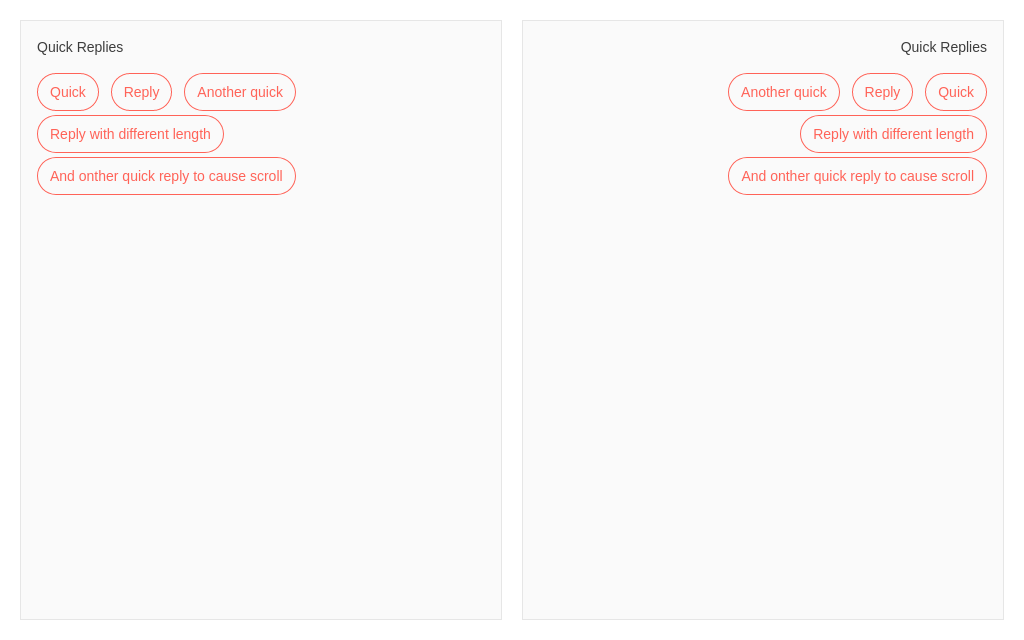 Quick Replies
Quick Reply Another quick
Reply with different length
And onther quick reply to cause scroll
Quick Replies
Another quick Reply Quick
Reply with different length
And onther quick reply to cause scroll